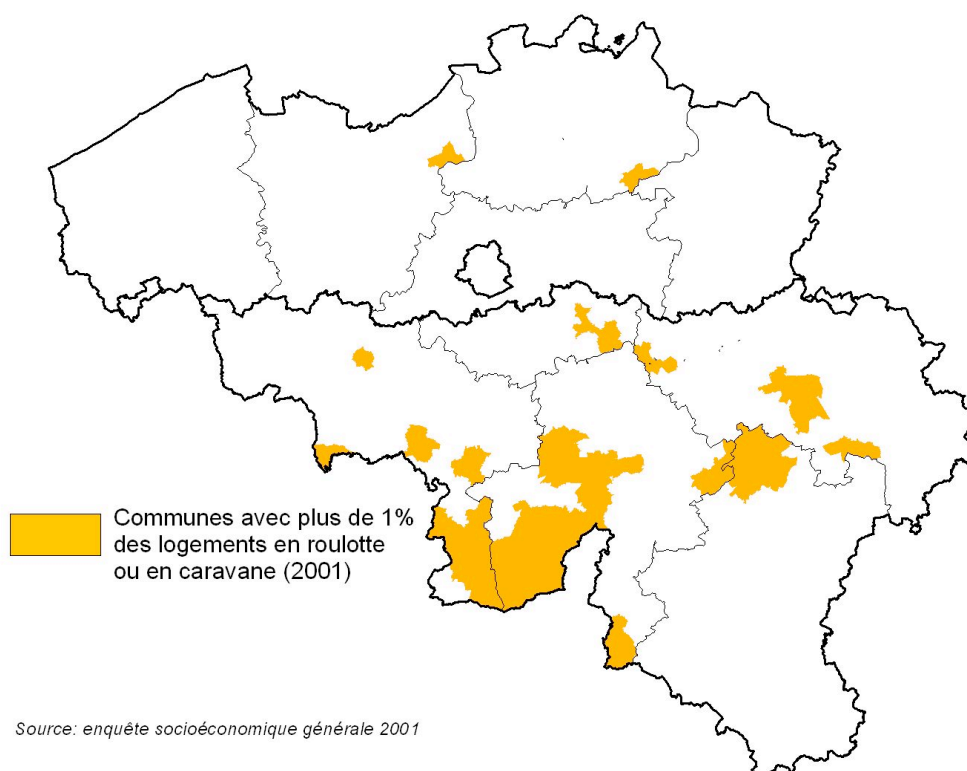 Communes avec plus de 1%
des logements en roulotte
ou en caravane (2001)
Source: enquête socioéconomique générale 2001